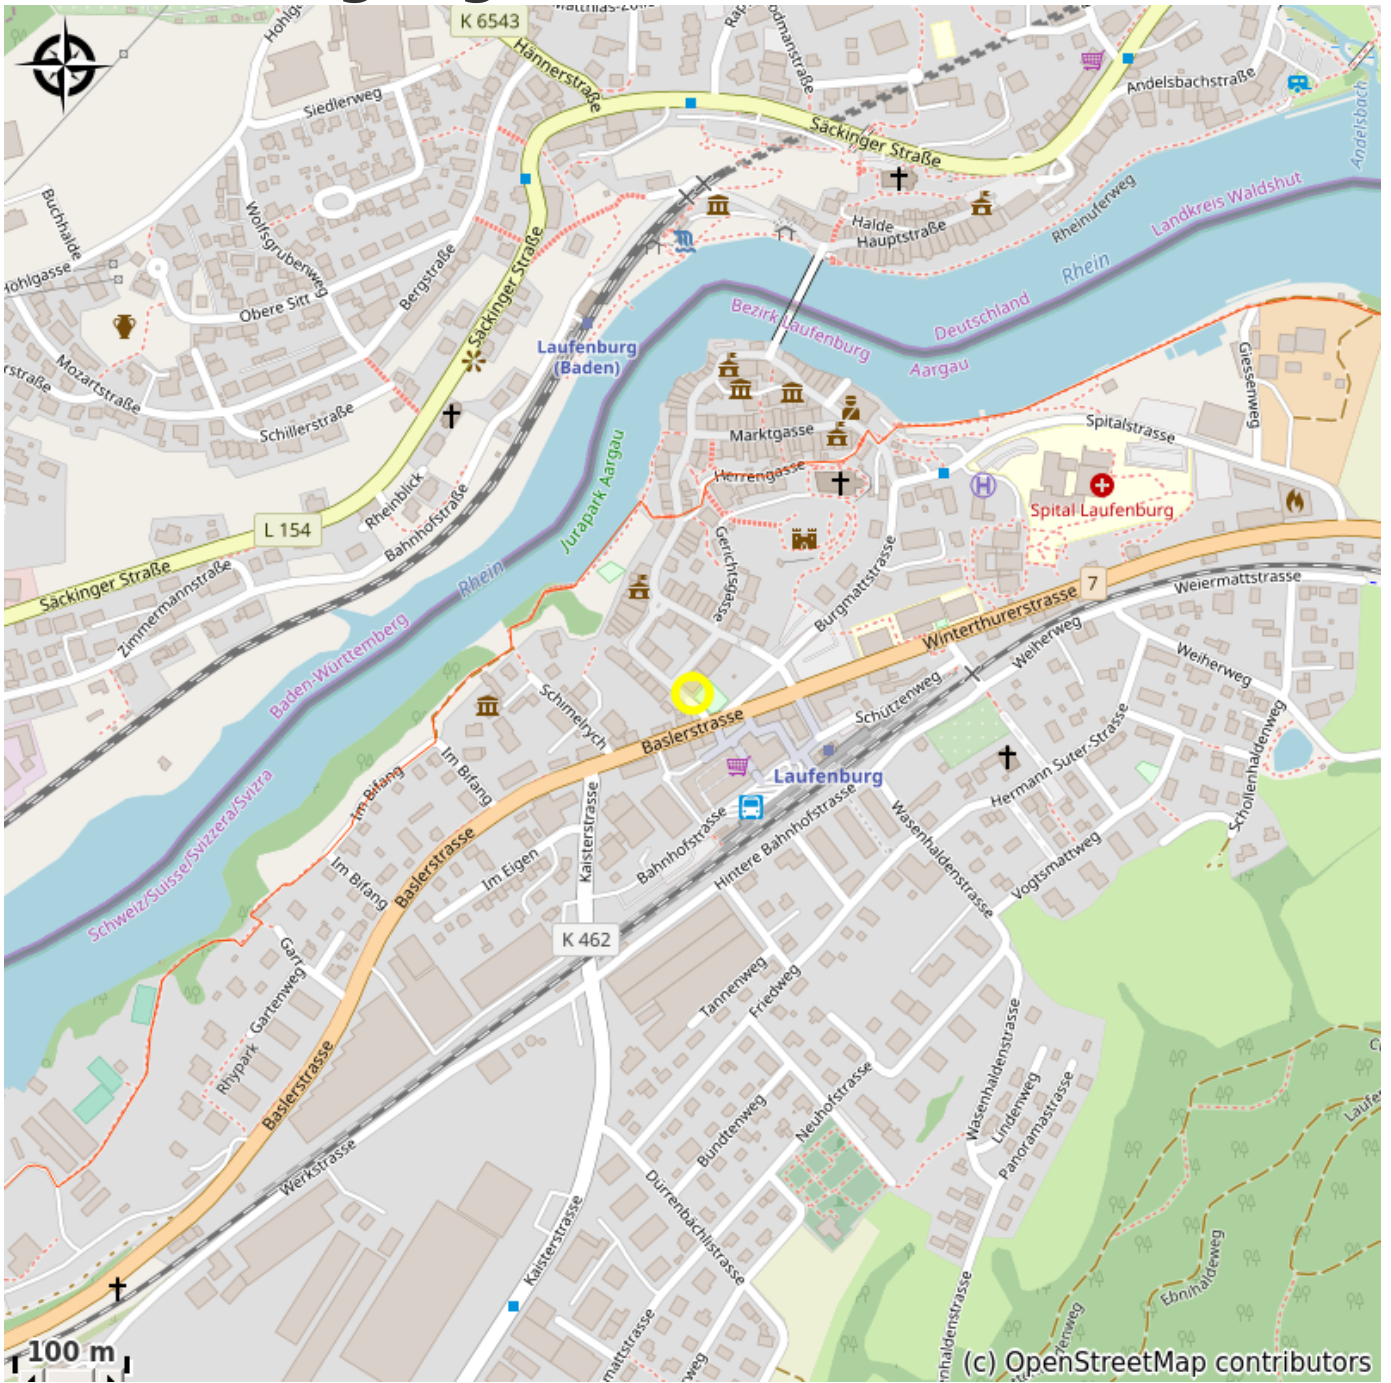 K 6543
Hännerstraße
Siedlerweg
Säckinger Straße
Andelsbachstraße
Andelsbach
Buchhalde
Wolfsgrubenweg
Bergstraße
Säckinger Straße
Halde
Hauptstraße
Rheinuferweg
Landkreis Waldshut
Rhein
Hohlgasse
Obere Sitt
Laufenburg
(Baden)
Bezirk Laufenburg
Deutschland
Aargau
Giessenweg
Mozartstraße
Schillerstraße
Marktgasse
Spitalstrasse
Herrengasse
Jurapark Aargau
Rheinblick
Bahnhofstraße
Spital Laufenburg
L 154
Säckinger Straße
Zimmermannstraße
Rhein
Gerichtsgasse
Burgmattstrasse
7
Weiermattstrasse
Winterthurerstrasse
Weiherweg
Weiherweg
Baden-Württemberg
Schimelrych
Schützenweg
Baslerstrasse
Laufenburg
Hermann Suter-Strasse
Schollenhaldenweg
Im Bifang
Im Bifang
Schweiz/Suisse/Svizzera/Svizra
Kaisterstrasse
Bahnhofstrasse
Hintere Bahnhofstrasse
Wasenhaldenstrasse
Vogtsmattweg
Baslerstrasse
Im Eigen
Im Bifang
K 462
Gartenweg
Tannenweg
Friedweg
Rhypark
Baslerstrasse
Neuhofstrasse
Wasenhaldenstrasse
Lindenweg
Panoramastrasse
Bündtenweg
Werkstrasse
Dürrenbächlistrasse
Kaisterstrasse
Ebnihaldeweg
100 m
(c) OpenStreetMap contributors